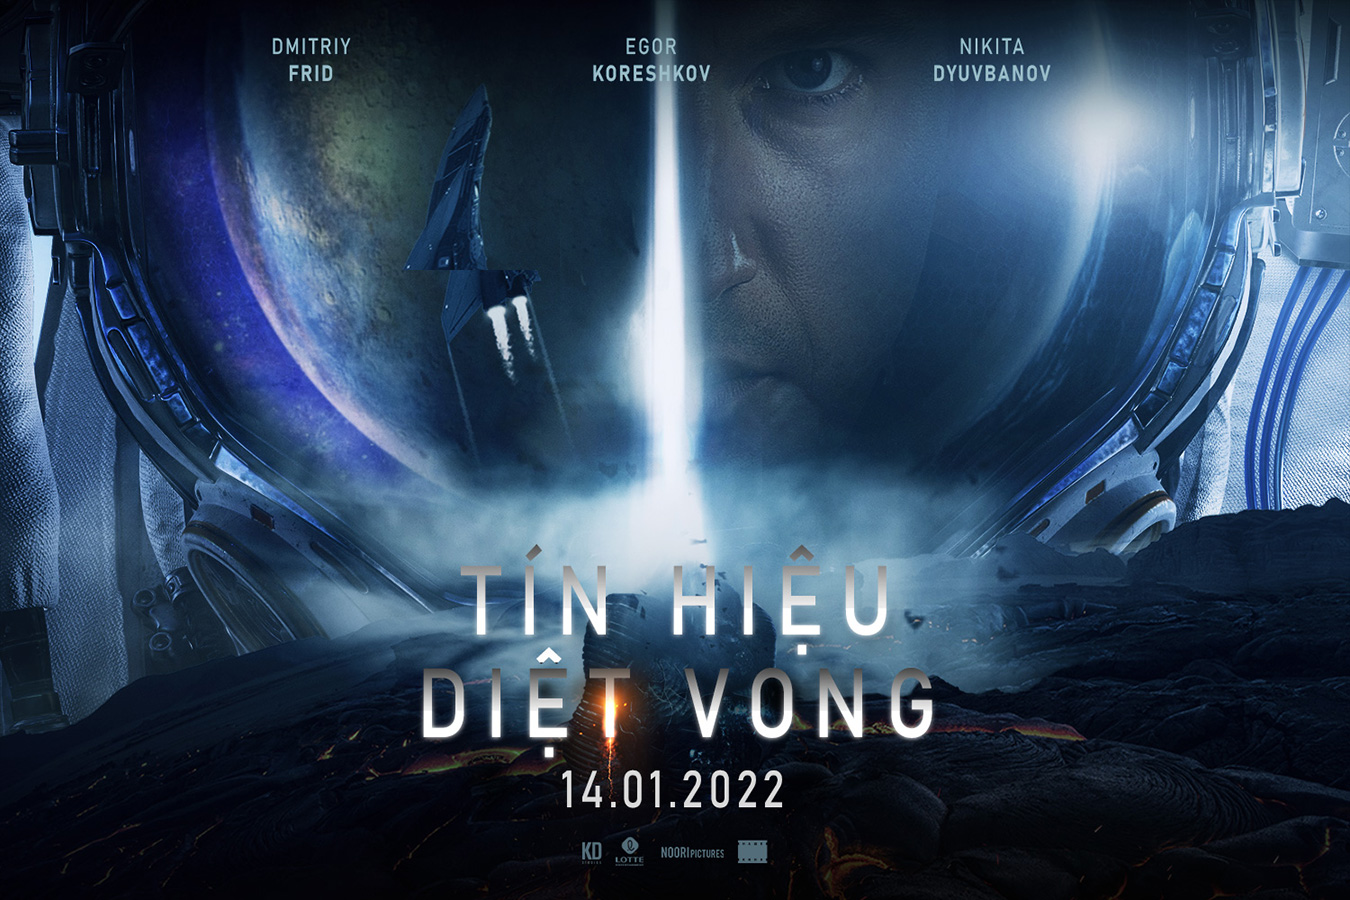 DMITRIY
FRID
EGOR
KORESHKOV
NIKITA
DYUVBANOV
TÍN HIỆU
DIỆT VONG
14.01.2022
KD
LOTTE
NOORIPICTURES